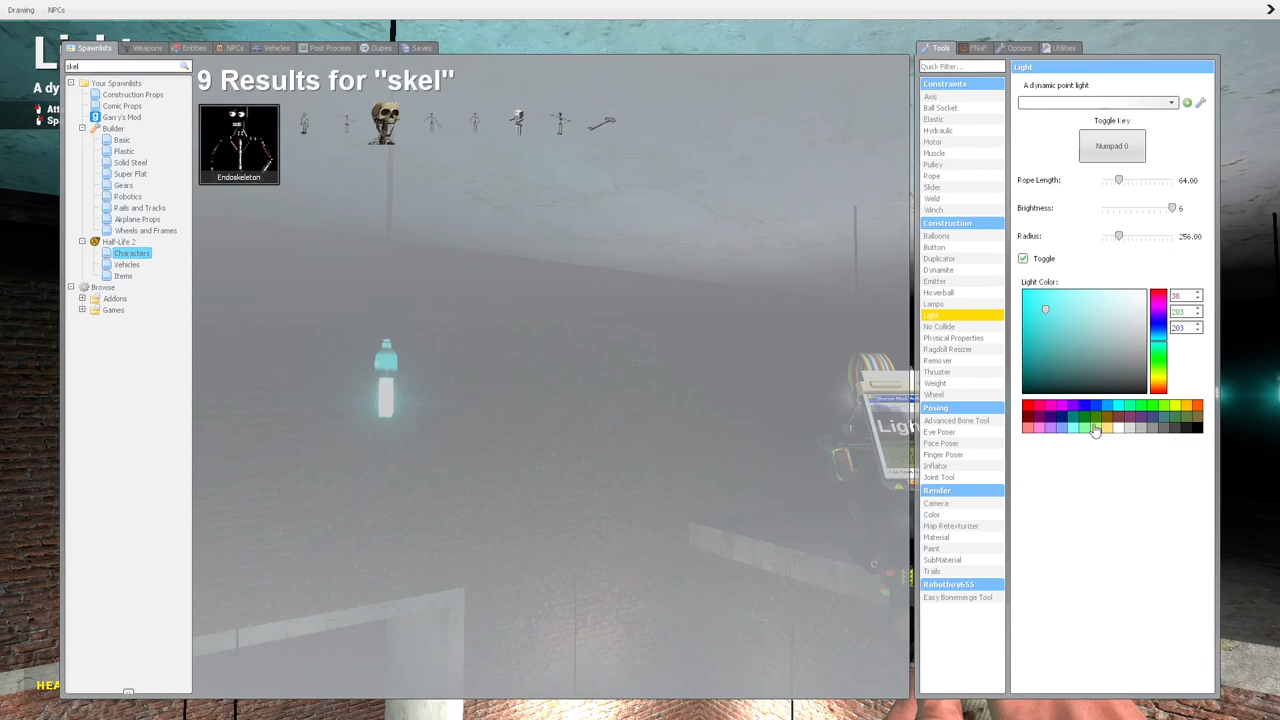 Drawing NPCs
Spawnlists Weapons Entities NPCs Vehicles Post Process Dupes Saves
skel
Your Spawnlists
Construction Props
Comic Props
Garry's Mod
Builder
Basic
Plastic
Solid Steel
Super Flat
Gears
Robotics
Rails and Tracks
Airplane Props
Wheels and Frames
Half-Life 2
Characters
Vehicles
Items
Browse
Addons
Games
9 Results for "skel"
Endoskeleton
Tools FNaF Options Utilities
Quick Filter...
Constraints
Axis
Ball Socket
Elastic
Hydraulic
Motor
Muscle
Pulley
Rope
Slider
Weld
Winch
Construction
Balloons
Button
Duplicator
Dynamite
Emitter
Hoverball
Lamps
Light
No Collide
Physical Properties
Ragdoll Resizer
Remover
Thruster
Weight
Wheel
Posing
Advanced Bone Tool
Eye Poser
Face Poser
Finger Poser
Inflator
Joint Tool
Render
Camera
Color
Map Retexturizer
Material
Paint
SubMaterial
Trails
Robotboy655
Easy Bonemerge Tool
Light
A dynamic point light
Toggle Key
Numpad 0
Rope Length: 64.00
Brightness: 6
Radius: 256.00
Toggle
Light Color:
38
203
203
A dy
Att
Sp
Ligh
HEA